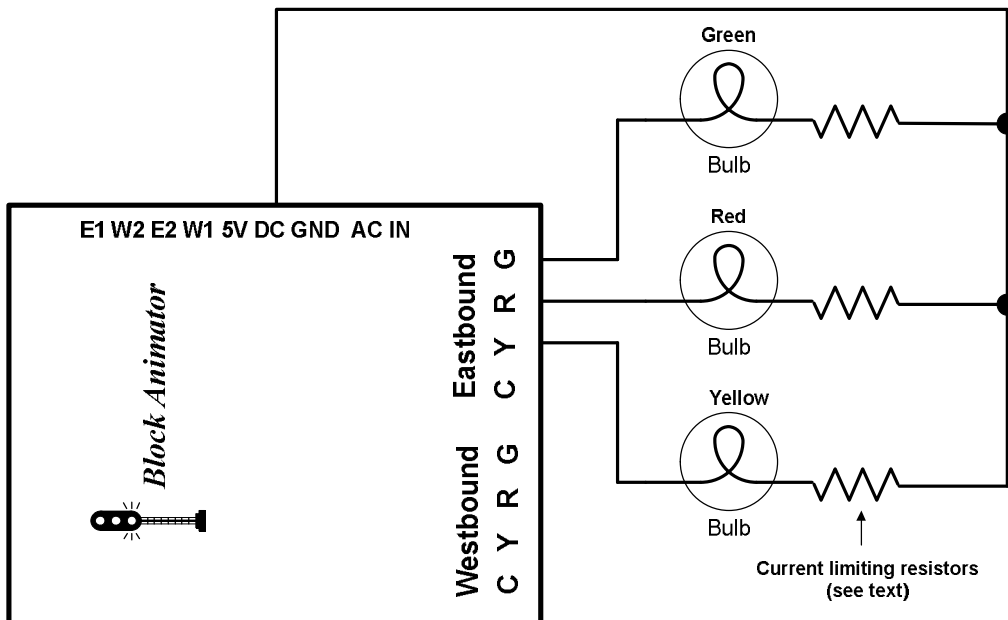 Green
Bulb
Red
Bulb
Yellow
Bulb
Current limiting resistors
(see text)
E1 W2 E2 W1 5V DC GND AC IN
Block Animator
Eastbound
G
R
Y
C
Westbound
G
R
Y
C